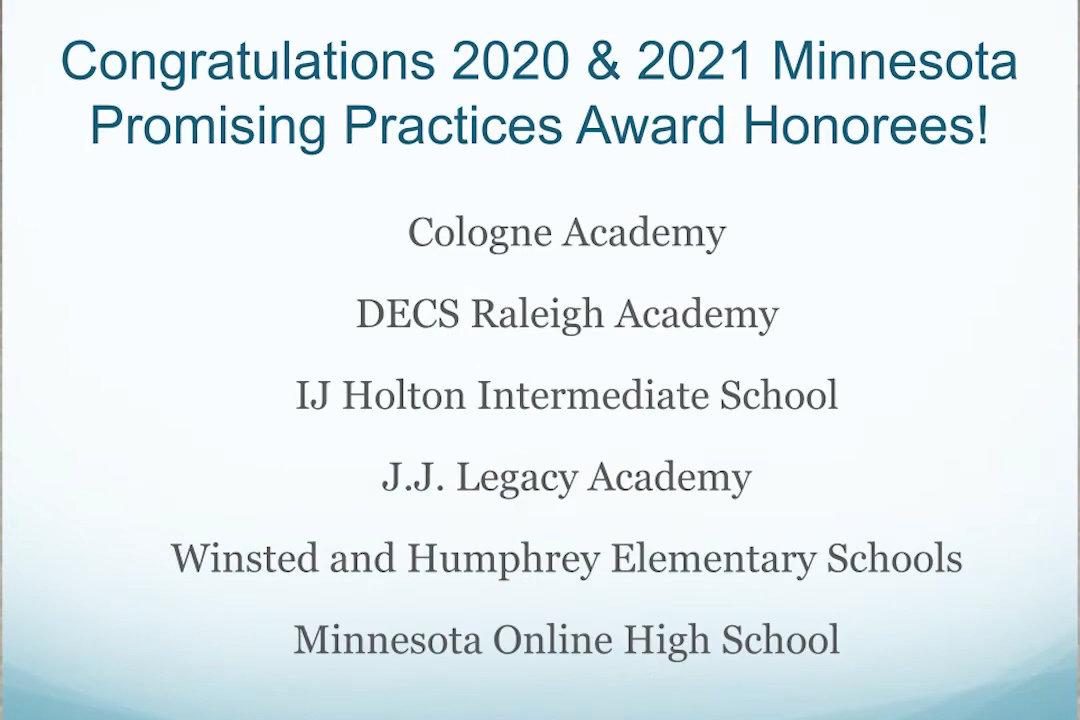 Congratulations 2020 & 2021 Minnesota
Promising Practices Award Honorees!
Cologne Academy
DECS Raleigh Academy
IJ Holton Intermediate School
J.J. Legacy Academy
Winsted and Humphrey Elementary Schools
Minnesota Online High School